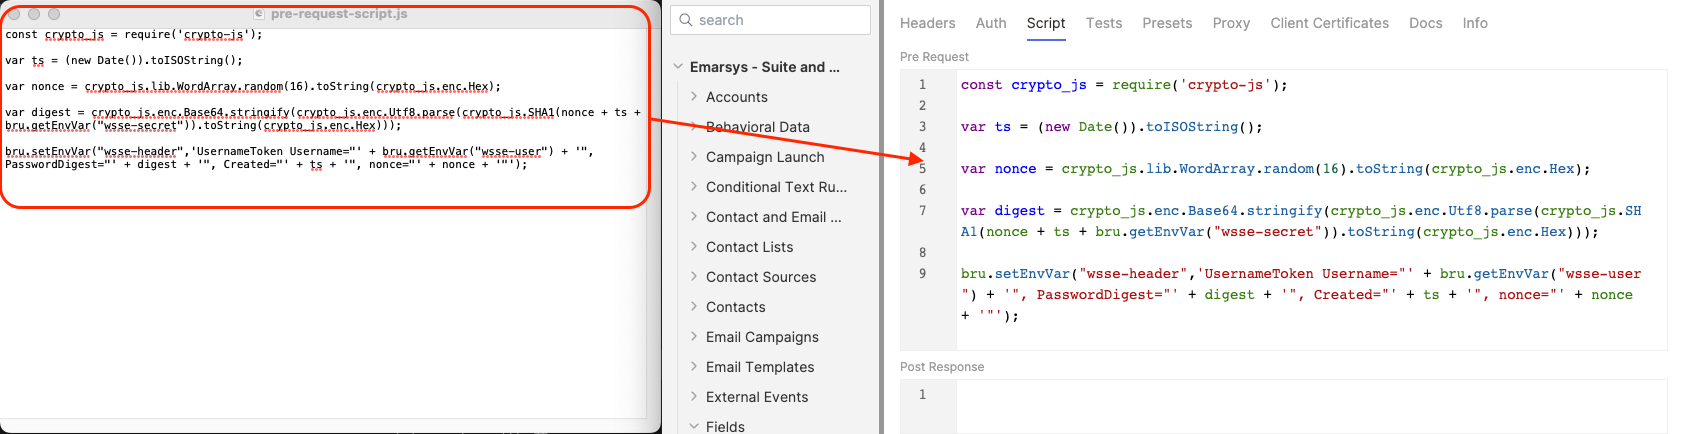 pre-request-script.js
const crypto_js = require('crypto-js');
var ts = (new Date()).toISOString();
var nonce = crypto_js.lib.WordArray.random(16).toString(crypto_js.enc.Hex);
var digest = crypto_js.enc.Base64.stringify(crypto_js.enc.Utf8.parse(crypto_js.SHA1(nonce + ts +
bru.getEnvVar("wsse-secret")).toString(crypto_js.enc.Hex)));
bru.setEnvVar("wsse-header",'UsernameToken Username="' + bru.getEnvVar("wsse-user") + '",
PasswordDigest="' + digest + '", Created="' + ts + '", nonce="' + nonce + '"');
search
Emarsys - Suite and ...
Accounts
Behavioral Data
Campaign Launch
Conditional Text Ru...
Contact and Email ...
Contact Lists
Contact Sources
Contacts
Email Campaigns
Email Templates
External Events
Fields
Headers Auth Script Tests Presets Proxy Client Certificates Docs Info
Pre Request
1 const crypto_js = require('crypto-js');
2
3 var ts = (new Date()).toISOString();
4
5 var nonce = crypto_js.lib.WordArray.random(16).toString(crypto_js.enc.Hex);
6
7 var digest = crypto_js.enc.Base64.stringify(crypto_js.enc.Utf8.parse(crypto_js.SH
A1(nonce + ts + bru.getEnvVar("wsse-secret")).toString(crypto_js.enc.Hex)));
8
9 bru.setEnvVar("wsse-header",'UsernameToken Username="' + bru.getEnvVar("wsse-user
") + '", PasswordDigest="' + digest + '", Created="' + ts + '", nonce="' + nonce
+ '"');
Post Response
1